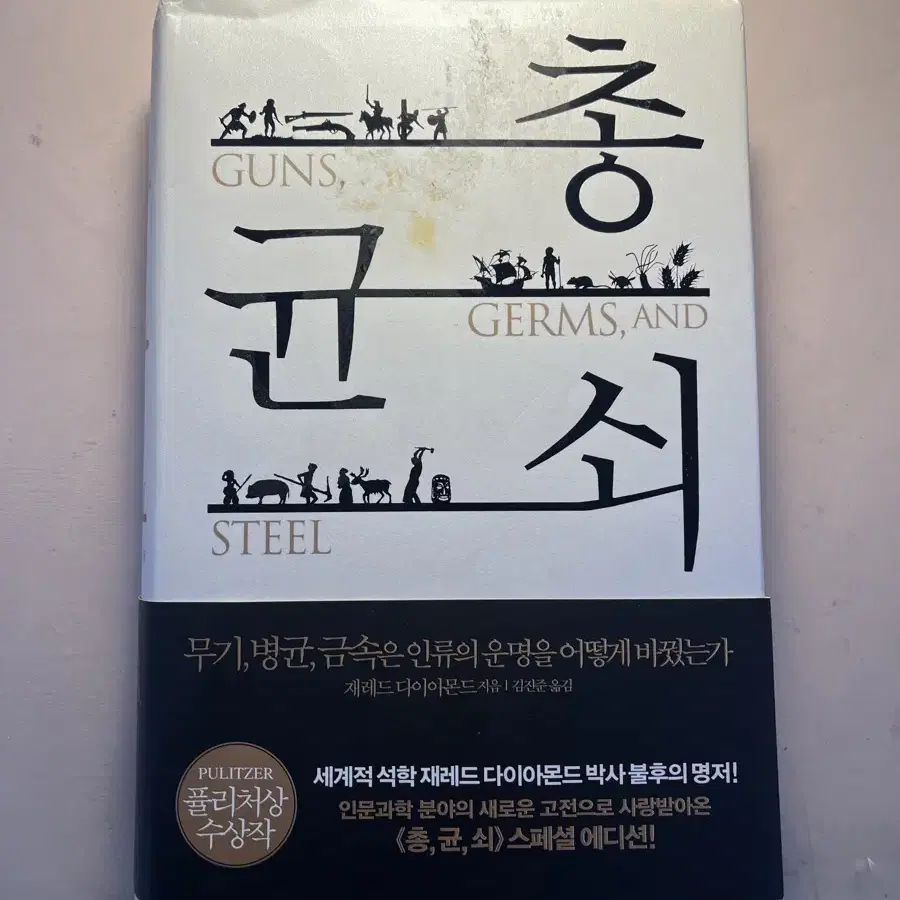 총
GUNS,
균
GERMS, AND
쇠
STEEL
무기, 병균, 금속은 인류의 운명을 어떻게 바꿨는가
재레드 다이아몬드 지음 | 김진준 옮김
PULITZER
퓰리처상
수상작
세계적 석학 재레드 다이아몬드 박사 불후의 명저!
인문과학 분야의 새로운 고전으로 사랑받아온
《총, 균, 쇠》 스페셜 에디션!